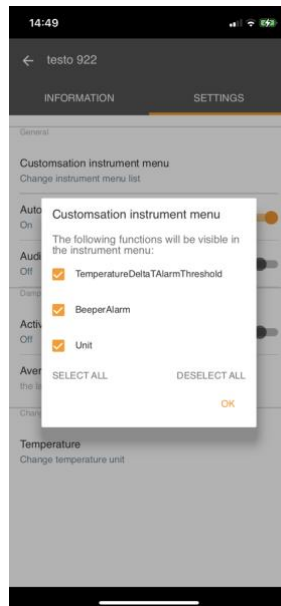 14:49
testo 922
INFORMATION
SETTINGS
General
Customsation instrument menu
Change instrument menu list
Auto
On
Customsation instrument menu
The following functions will be visible in
the instrument menu:
TemperatureDeltaTAlarmThreshold
BeeperAlarm
Unit
SELECT ALL
DESELECT ALL
OK
Audi
Off
Damp
Activ
Off
Aver
the la
Temperature
Change temperature unit